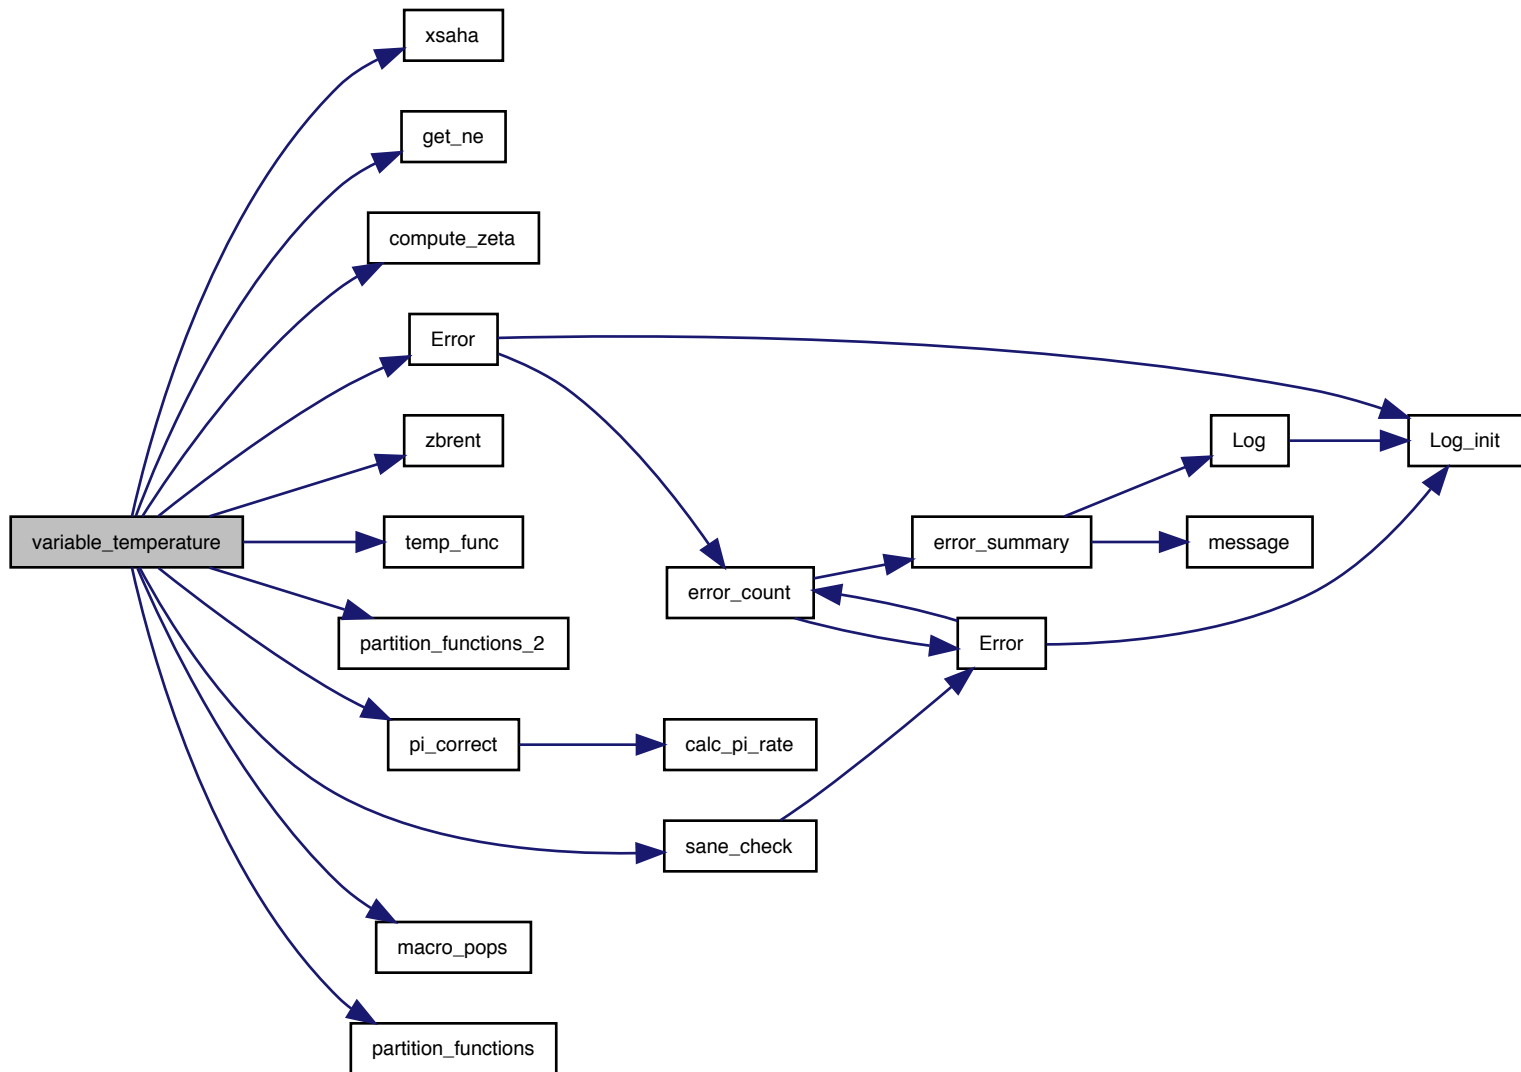 xsaha
get_ne
compute_zeta
Error
zbrent
Log
Log_init
variable_temperature
temp_func
error_summary
message
error_count
partition_functions_2
Error
pi_correct
calc_pi_rate
sane_check
macro_pops
partition_functions